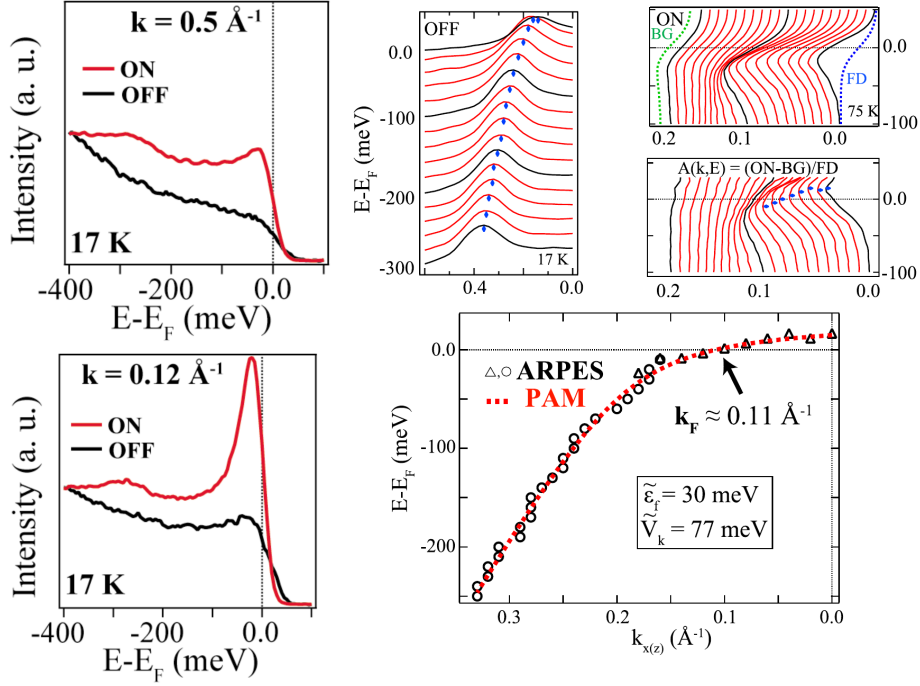 k = 0.5 Å⁻¹
ON
OFF
17 K
Intensity (a. u.)
-400
-200
0.0
E-E_F (meV)
k = 0.12 Å⁻¹
ON
OFF
17 K
Intensity (a. u.)
-400
-200
0.0
E-E_F (meV)
OFF
17 K
E-E_F (meV)
0.0
-100
-200
-300
0.4
0.0
ON
BG
FD
75 K
0.0
-100
0.2
0.1
0.0
A(k,E) = (ON-BG)/FD
0.0
-100
0.2
0.1
0.0
△,○ ARPES
PAM
k_F ≈ 0.11 Å⁻¹
ε̃_f = 30 meV
Ṽ_k = 77 meV
E-E_F (meV)
0.0
-100
-200
0.3
0.2
0.1
0.0
k_x(z) (Å⁻¹)